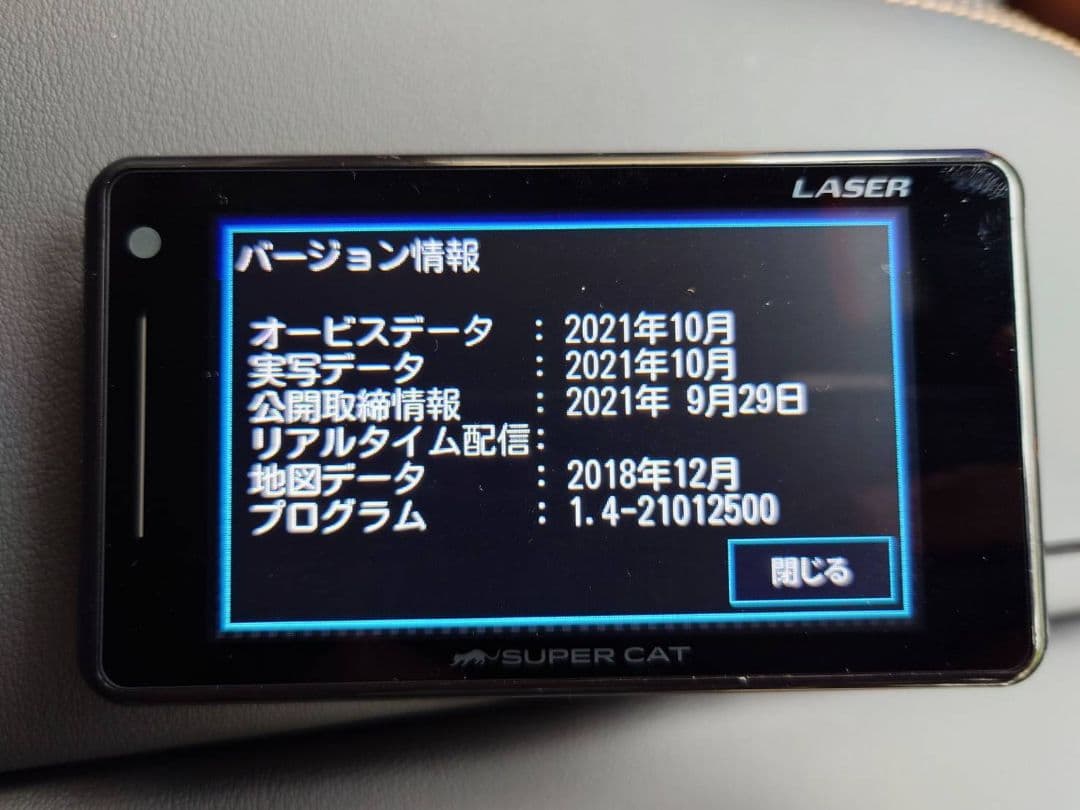 LASER
バージョン情報
オービスデータ : 2021年10月
実写データ : 2021年10月
公開取締情報 : 2021年 9月29日
リアルタイム配信:
地図データ : 2018年12月
プログラム : 1.4-21012500
閉じる
SUPER CAT